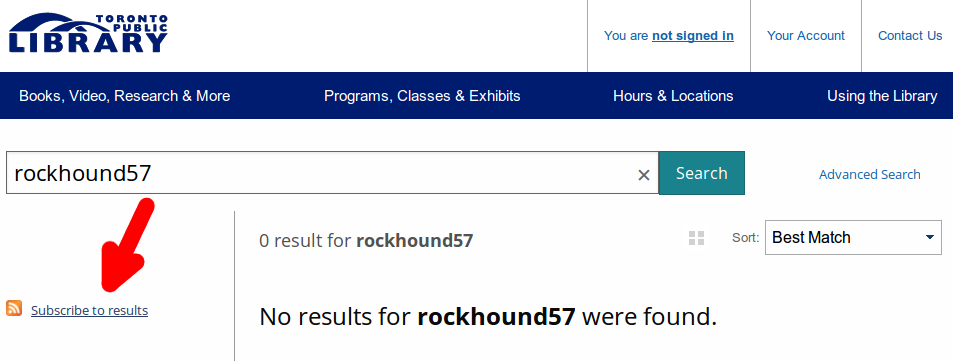 TORONTO
PUBLIC
LIBRARY
You are not signed in
Your Account
Contact Us
Books, Video, Research & More
Programs, Classes & Exhibits
Hours & Locations
Using the Library
rockhound57
×
Search
Advanced Search
0 result for rockhound57
Sort:
Best Match
Subscribe to results
No results for rockhound57 were found.